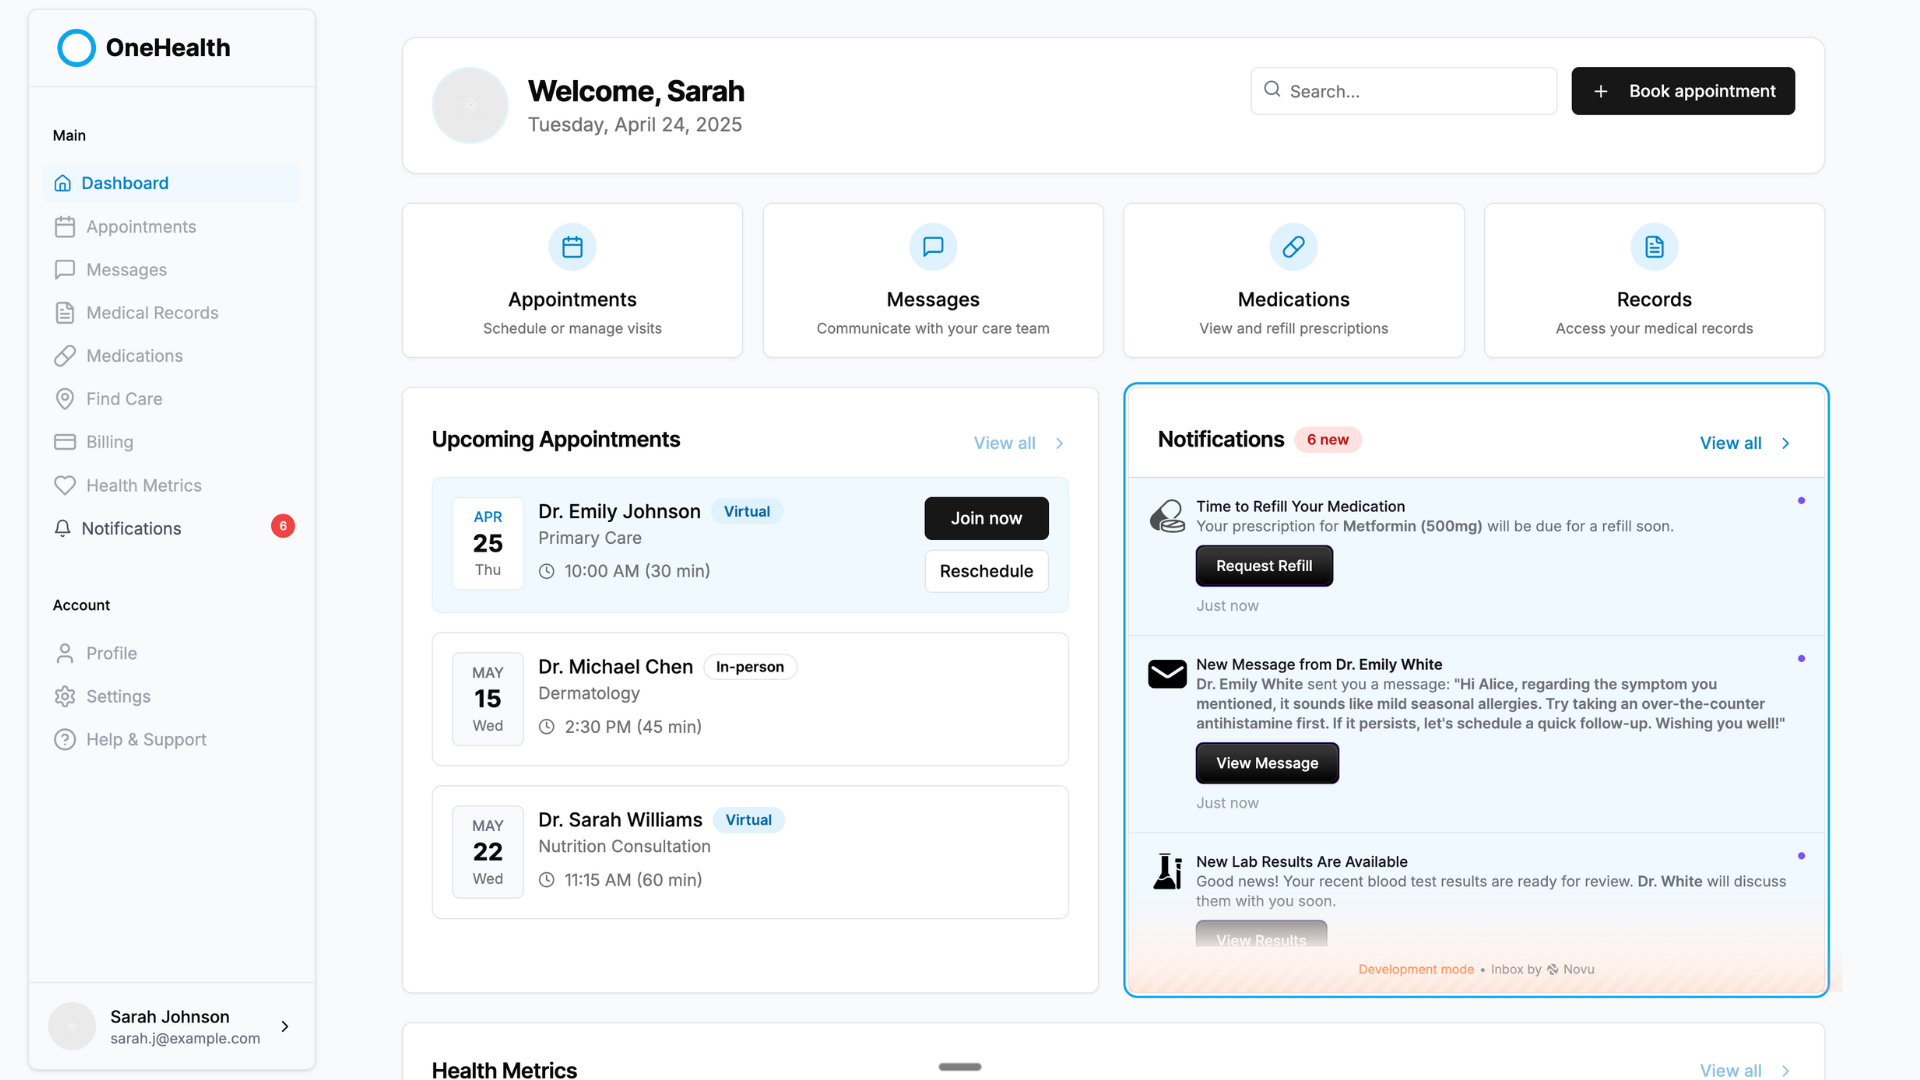 OneHealth
Main
Dashboard
Appointments
Messages
Medical Records
Medications
Find Care
Billing
Health Metrics
Notifications
6
Account
Profile
Settings
Help & Support
Sarah Johnson
sarah.j@example.com
Welcome, Sarah
Tuesday, April 24, 2025
Search...
+ Book appointment
Appointments
Schedule or manage visits
Messages
Communicate with your care team
Medications
View and refill prescriptions
Records
Access your medical records
Upcoming Appointments
View all
APR
25
Thu
Dr. Emily Johnson
Virtual
Primary Care
10:00 AM (30 min)
Join now
Reschedule
MAY
15
Wed
Dr. Michael Chen
In-person
Dermatology
2:30 PM (45 min)
MAY
22
Wed
Dr. Sarah Williams
Virtual
Nutrition Consultation
11:15 AM (60 min)
Notifications
6 new
View all
Time to Refill Your Medication
Your prescription for Metformin (500mg) will be due for a refill soon.
Request Refill
Just now
New Message from Dr. Emily White
Dr. Emily White sent you a message: "Hi Alice, regarding the symptom you
mentioned, it sounds like mild seasonal allergies. Try taking an over-the-counter
antihistamine first. If it persists, let's schedule a quick follow-up. Wishing you well!"
View Message
Just now
New Lab Results Are Available
Good news! Your recent blood test results are ready for review. Dr. White will discuss
them with you soon.
View Results
Development mode • Inbox by Novu
Health Metrics
View all